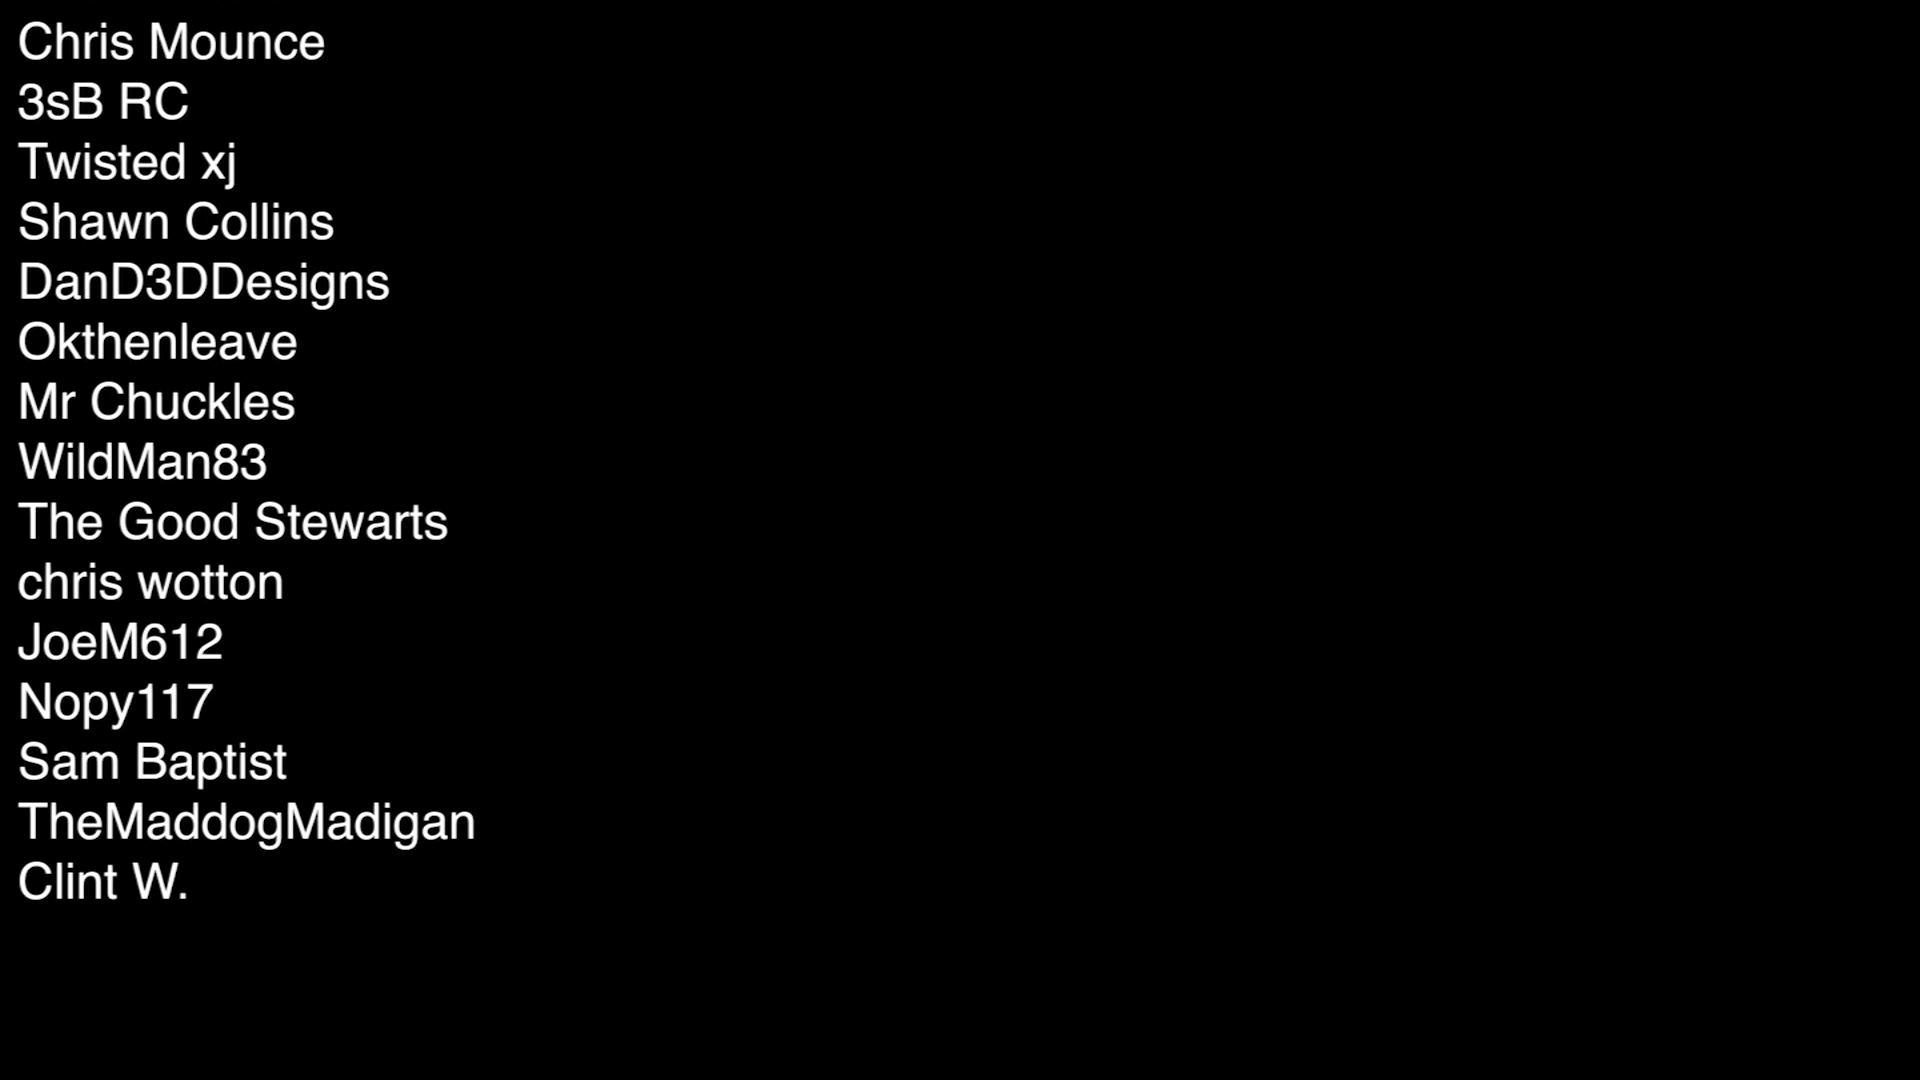 Chris Mounce
3sB RC
Twisted xj
Shawn Collins
DanD3DDesigns
Okthenleave
Mr Chuckles
WildMan83
The Good Stewarts
chris wotton
JoeM612
Nopy117
Sam Baptist
TheMaddogMadigan
Clint W.